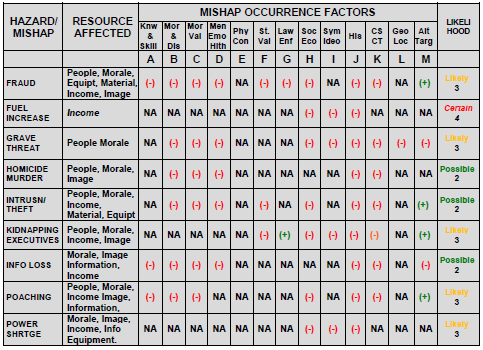 HAZARD/ MISHAP
RESOURCE AFFECTED
MISHAP OCCURRENCE FACTORS
LIKELI HOOD
Knw & Skill
Mor & Dis
Mor Val
Men Emo Hlth
Phy Con
St. Val
Law Enf
Soc Eco
Sym Ideo
His
CS CT
Geo Loc
Alt Targ
A B C D E F G H I J K L M
FRAUD
People, Morale,
Equipt, Material,
Income, Image
(-) (-) (-) (-) NA (-) (-) (-) (-) (-) (-) NA (+)
Likely
3
FUEL
INCREASE
Income
NA NA NA NA NA NA NA (-) (-) (-) NA NA NA
Certain
4
GRAVE
THREAT
People Morale
NA (-) (-) (-) NA (-) (-) (-) (-) (-) (-) (-) (-)
Likely
3
HOMICIDE
MURDER
People, Morale,
Image
NA (-) (-) (-) NA NA NA NA NA (-) (-) NA NA
Possible
2
INTRUSN/
THEFT
People, Morale,
Income,
Material, Equipt
NA (-) (-) (-) NA (-) NA (-) NA (-) (-) NA (+)
Possible
2
KIDNAPPING
EXECUTIVES
People, Morale,
Income, Image
NA NA NA NA NA (-) (+) (-) (-) (-) (-) NA (+)
Likely
3
INFO LOSS
Morale, Image
Information,
Income
(-) (-) (-) (-) NA NA NA NA NA (-) (-) NA (-)
Possible
2
POACHING
People, Morale,
Income Image
Information,
(-) (-) (-) NA NA NA NA (-) NA (-) (-) NA (+)
Likely
3
POWER
SHRTGE
Morale, Image,
Income, Info
Equipment.
NA NA NA NA NA NA NA (-) (-) (-) NA NA NA
Likely
3